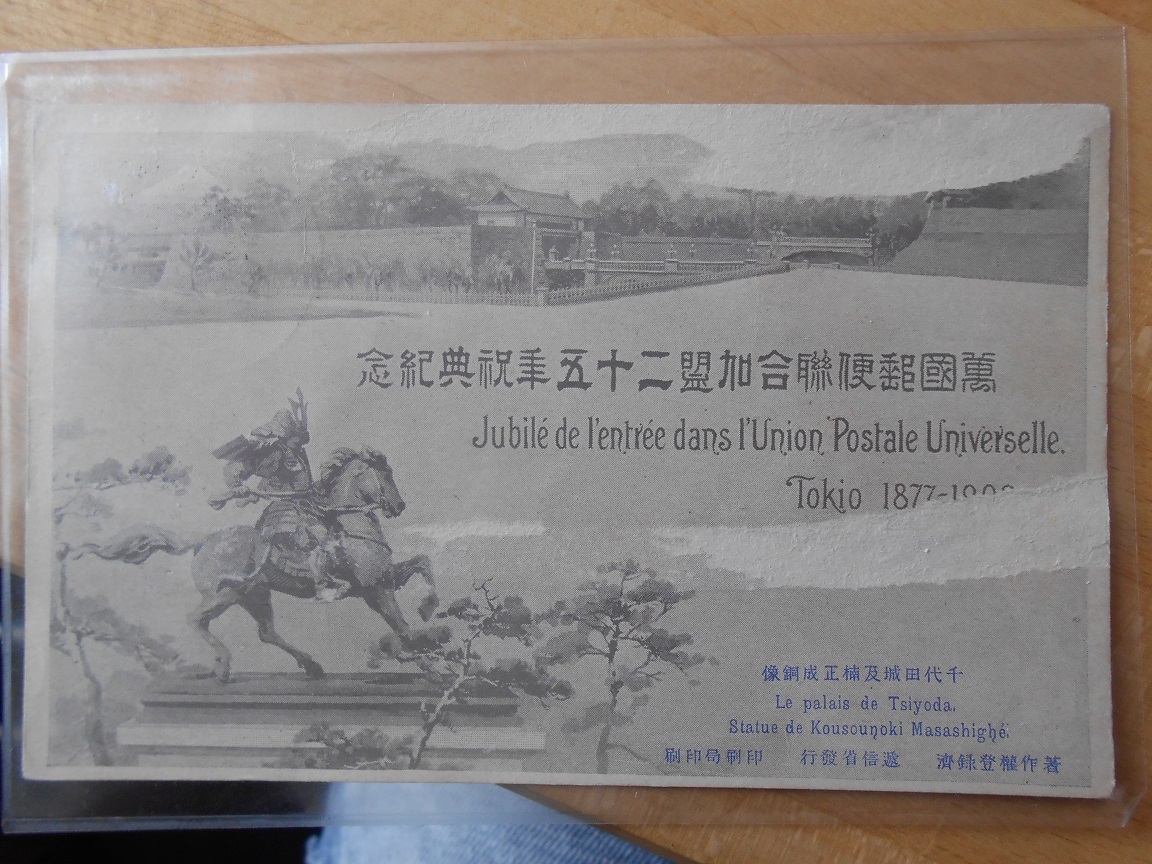 萬國郵便聯合加盟二十五年祝典紀念
Jubilé de l'entrée dans l'Union Postale Universelle.
Tokio 1877-1902
千代田城及楠正成銅像
Le palais de Tsiyoda.
Statue de Kousounoki Masashighé.
著作權登録濟 遞信省發行 印刷局印刷